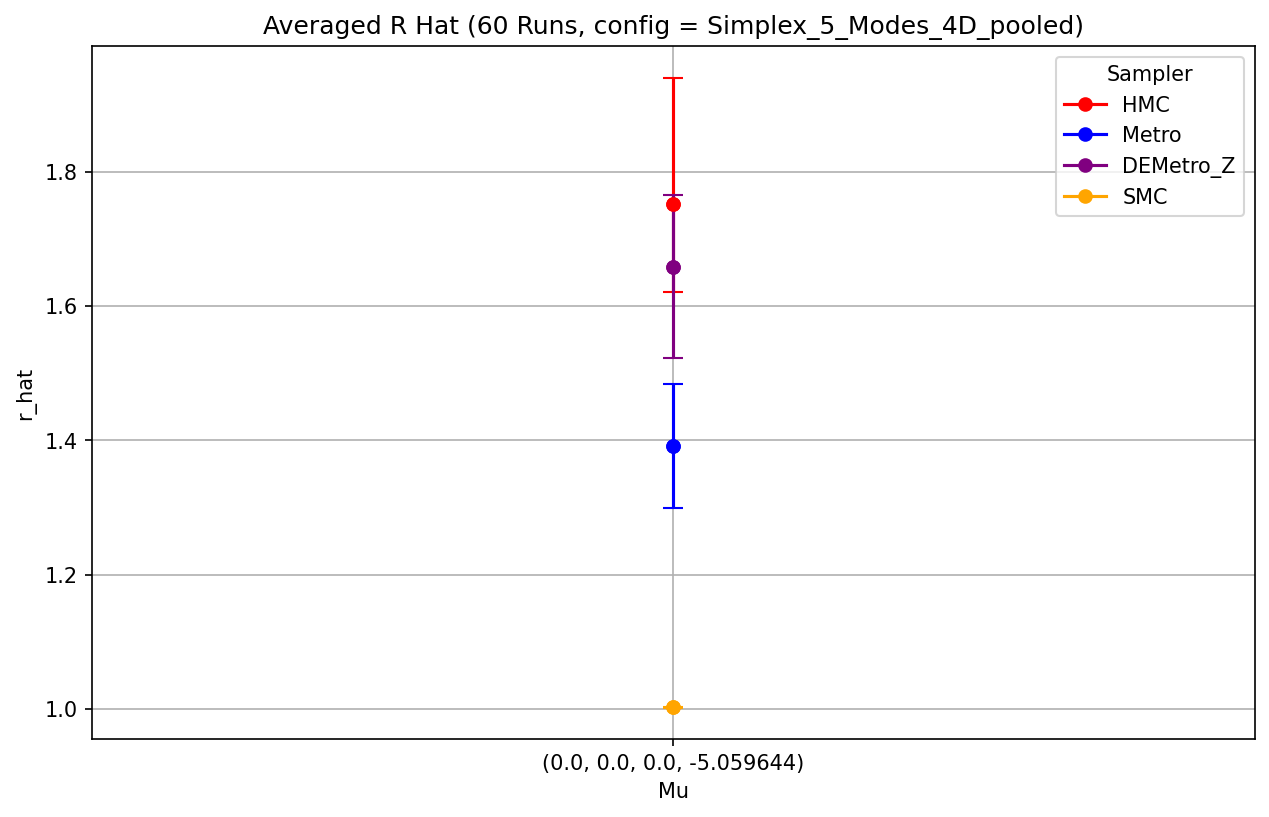 Averaged R Hat (60 Runs, config = Simplex_5_Modes_4D_pooled)
Sampler
HMC
Metro
DEMetro_Z
SMC
1.8
1.6
1.4
1.2
1.0
r_hat
(0.0, 0.0, 0.0, -5.059644)
Mu